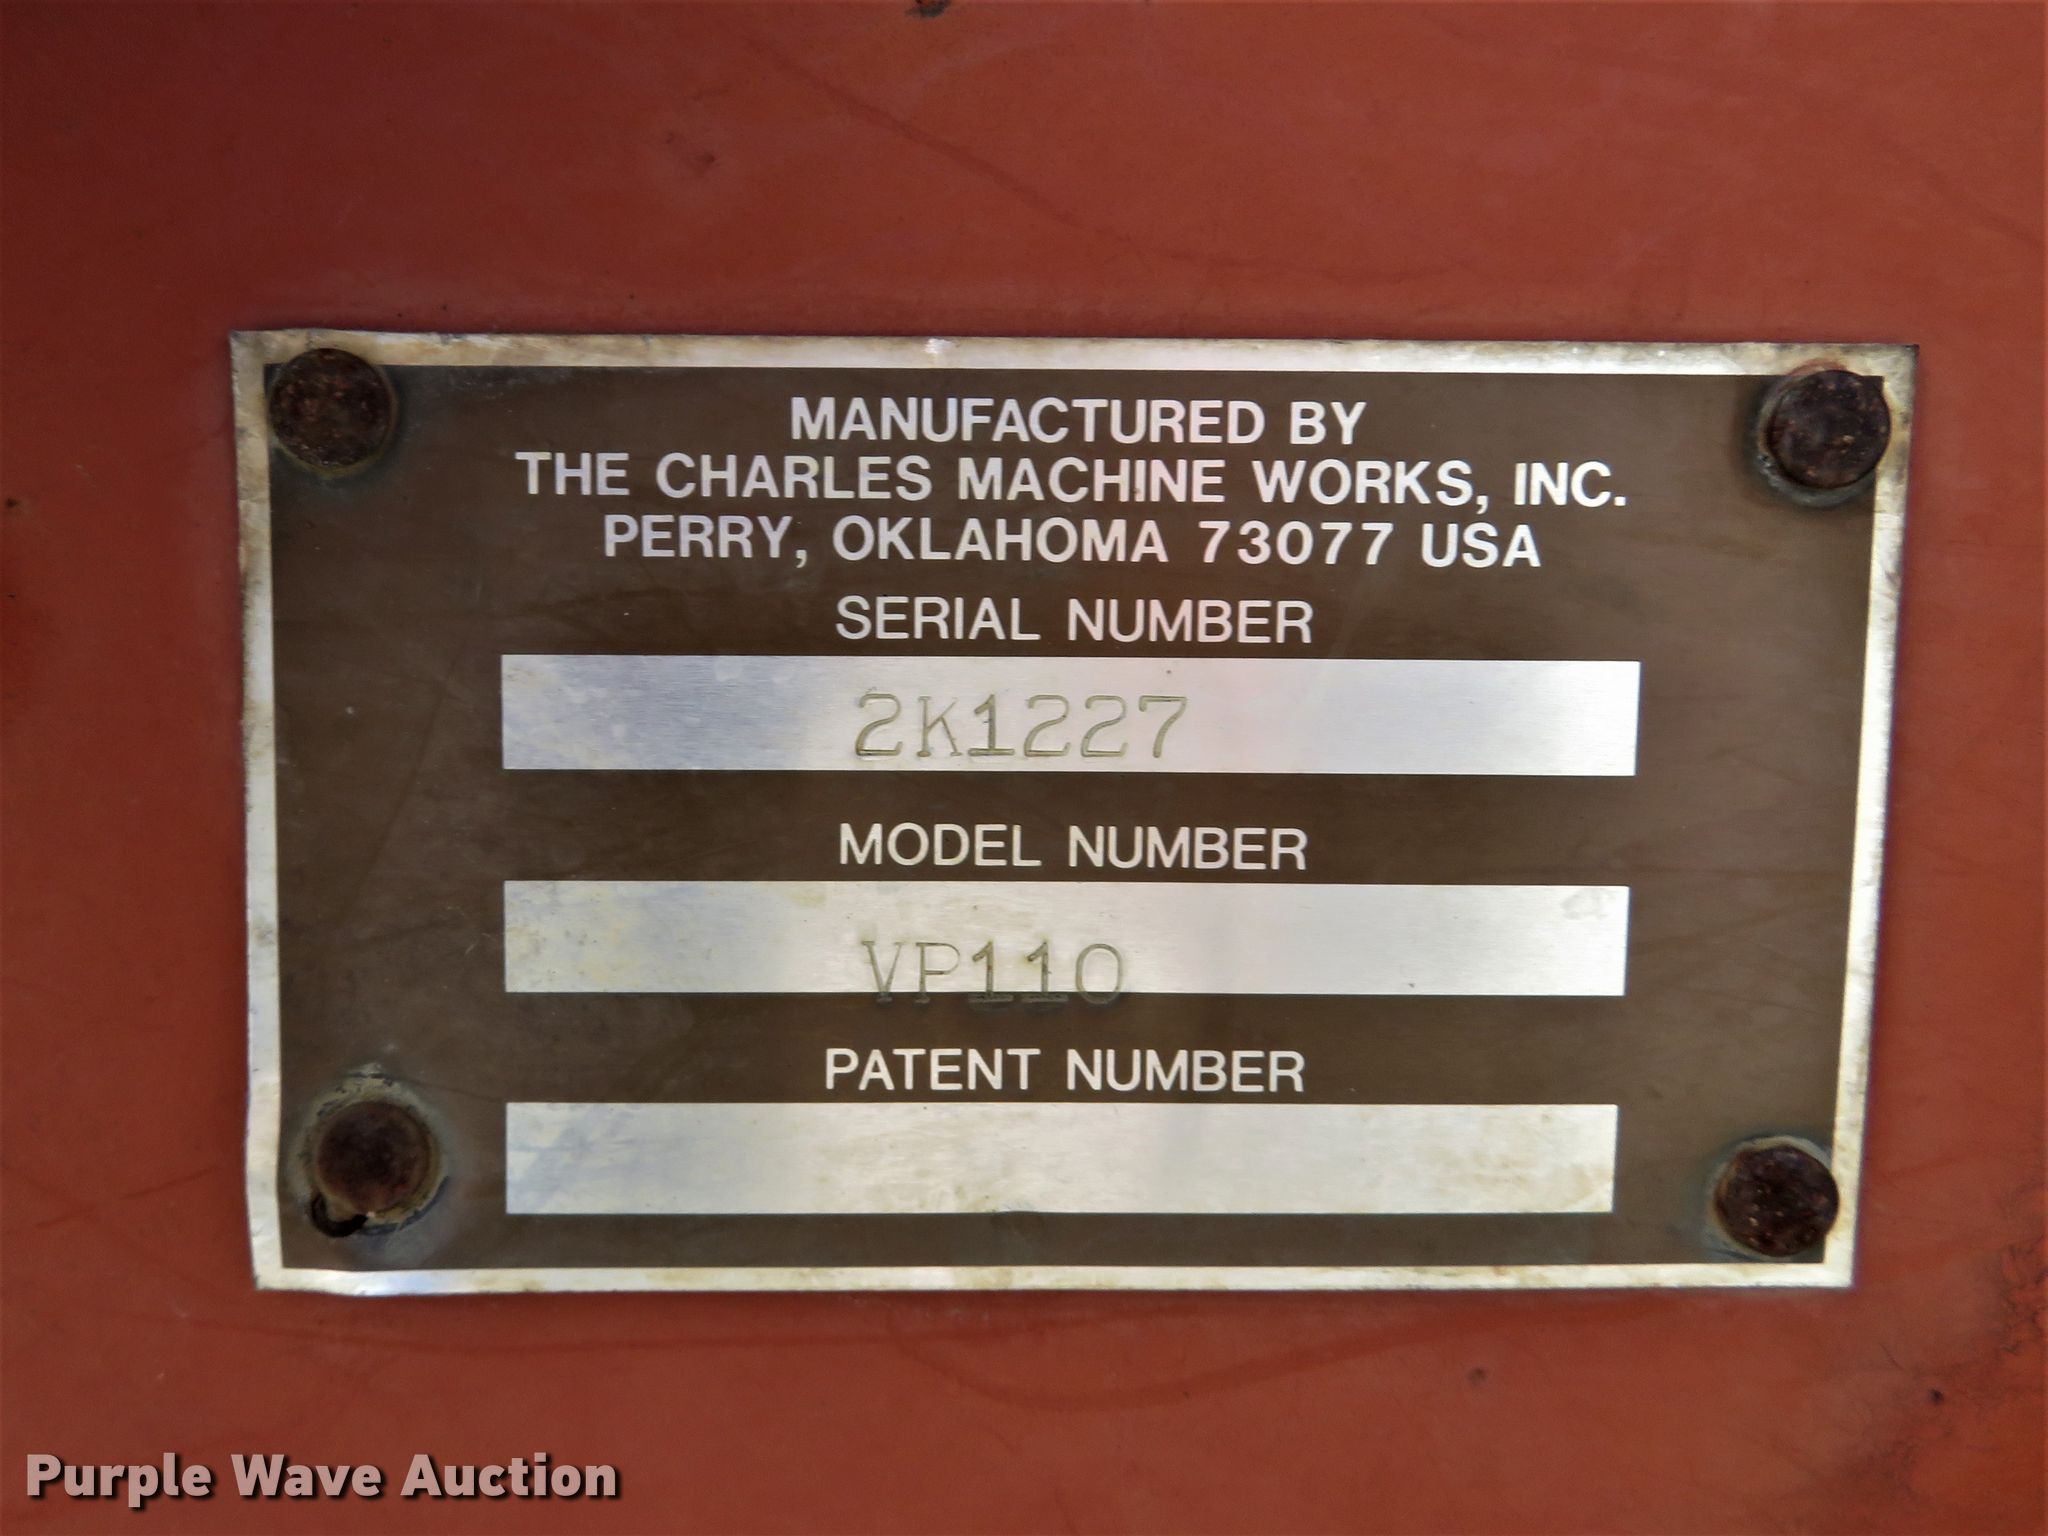 MANUFACTURED BY
THE CHARLES MACHINE WORKS, INC.
PERRY, OKLAHOMA 73077 USA
SERIAL NUMBER
2K1227
MODEL NUMBER
VP110
PATENT NUMBER
Purple Wave Auction